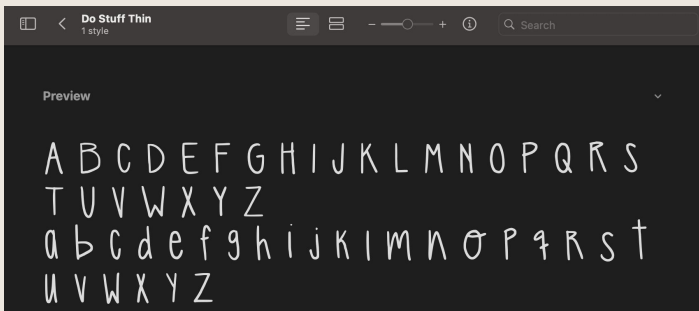 Do Stuff Thin
1 style
Search
Preview
A B C D E F G H I J K L M N O P Q R S
T U V W X Y Z
a b c d e f g h i j k l m n o p q r s t
u v w x y z